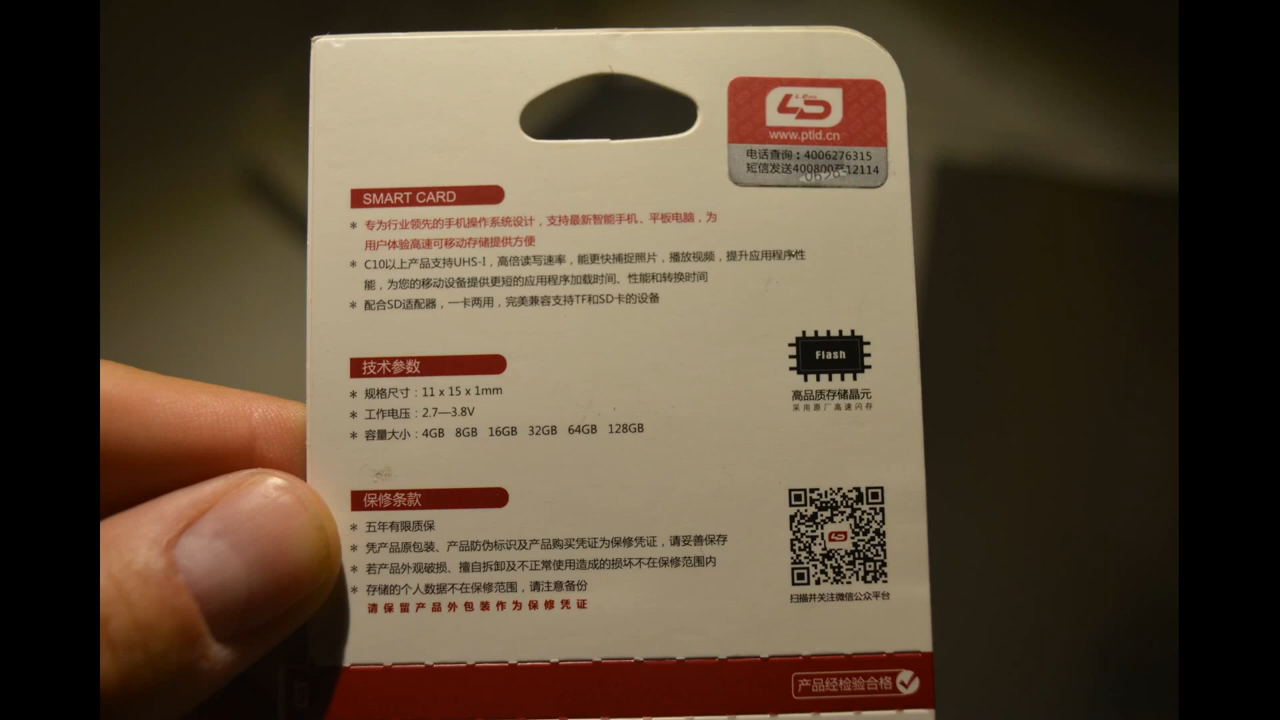 LD
www.ptld.cn
电话查询：4006276315
短信发送400800至12114
SMART CARD
* 专为行业领先的手机操作系统设计，支持最新智能手机、平板电脑，为
用户体验高速可移动存储提供方便
* C10以上产品支持UHS-I，高倍读写速率，能更快捕捉照片，播放视频，提升应用程序性
能，为您的移动设备提供更短的应用程序加载时间、性能和转换时间
* 配合SD适配器，一卡两用，完美兼容支持TF和SD卡的设备
Flash
高品质存储晶元
采用原厂高速闪存
技术参数
* 规格尺寸：11 x 15 x 1mm
* 工作电压：2.7—3.8V
* 容量大小：4GB 8GB 16GB 32GB 64GB 128GB
保修条款
* 五年有限质保
* 凭产品原包装、产品防伪标识及产品购买凭证为保修凭证，请妥善保存
* 若产品外观破损、擅自拆卸及不正常使用造成的损坏不在保修范围内
* 存储的个人数据不在保修范围，请注意备份
请保留产品外包装作为保修凭证
LD
扫描并关注微信公众平台
产品经检验合格